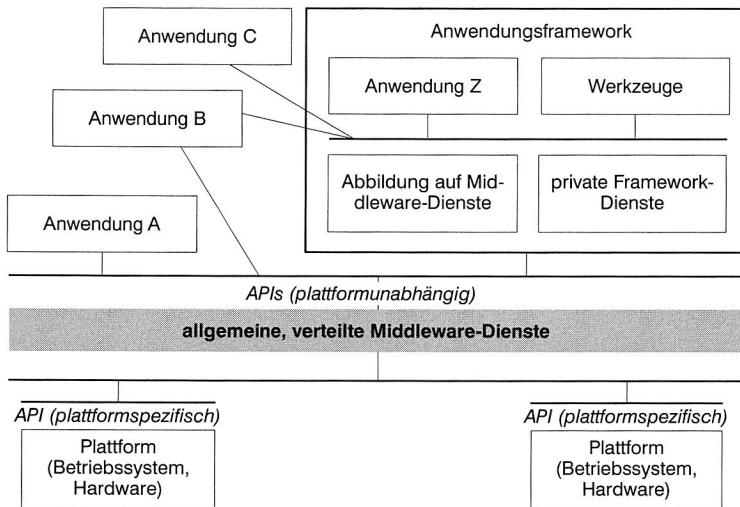 Anwendung C
Anwendungsframework
Anwendung Z
Werkzeuge
Anwendung B
Abbildung auf Mid-
dleware-Dienste
private Framework-
Dienste
Anwendung A
APIs (plattformunabhängig)
allgemeine, verteilte Middleware-Dienste
API (plattformspezifisch)
API (plattformspezifisch)
Plattform
(Betriebssystem,
Hardware)
Plattform
(Betriebssystem,
Hardware)